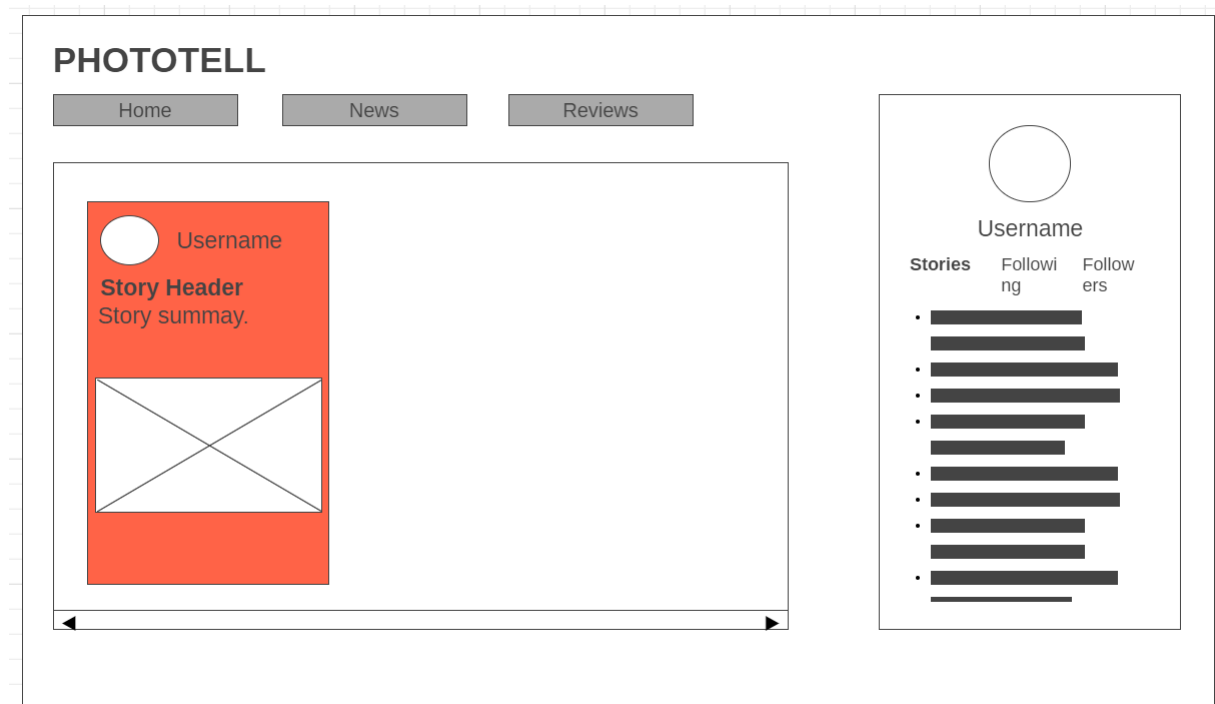 PHOTOTELL
Home
News
Reviews
Username
Story Header
Story summay.
Username
Stories
Followi
ng
Follow
ers